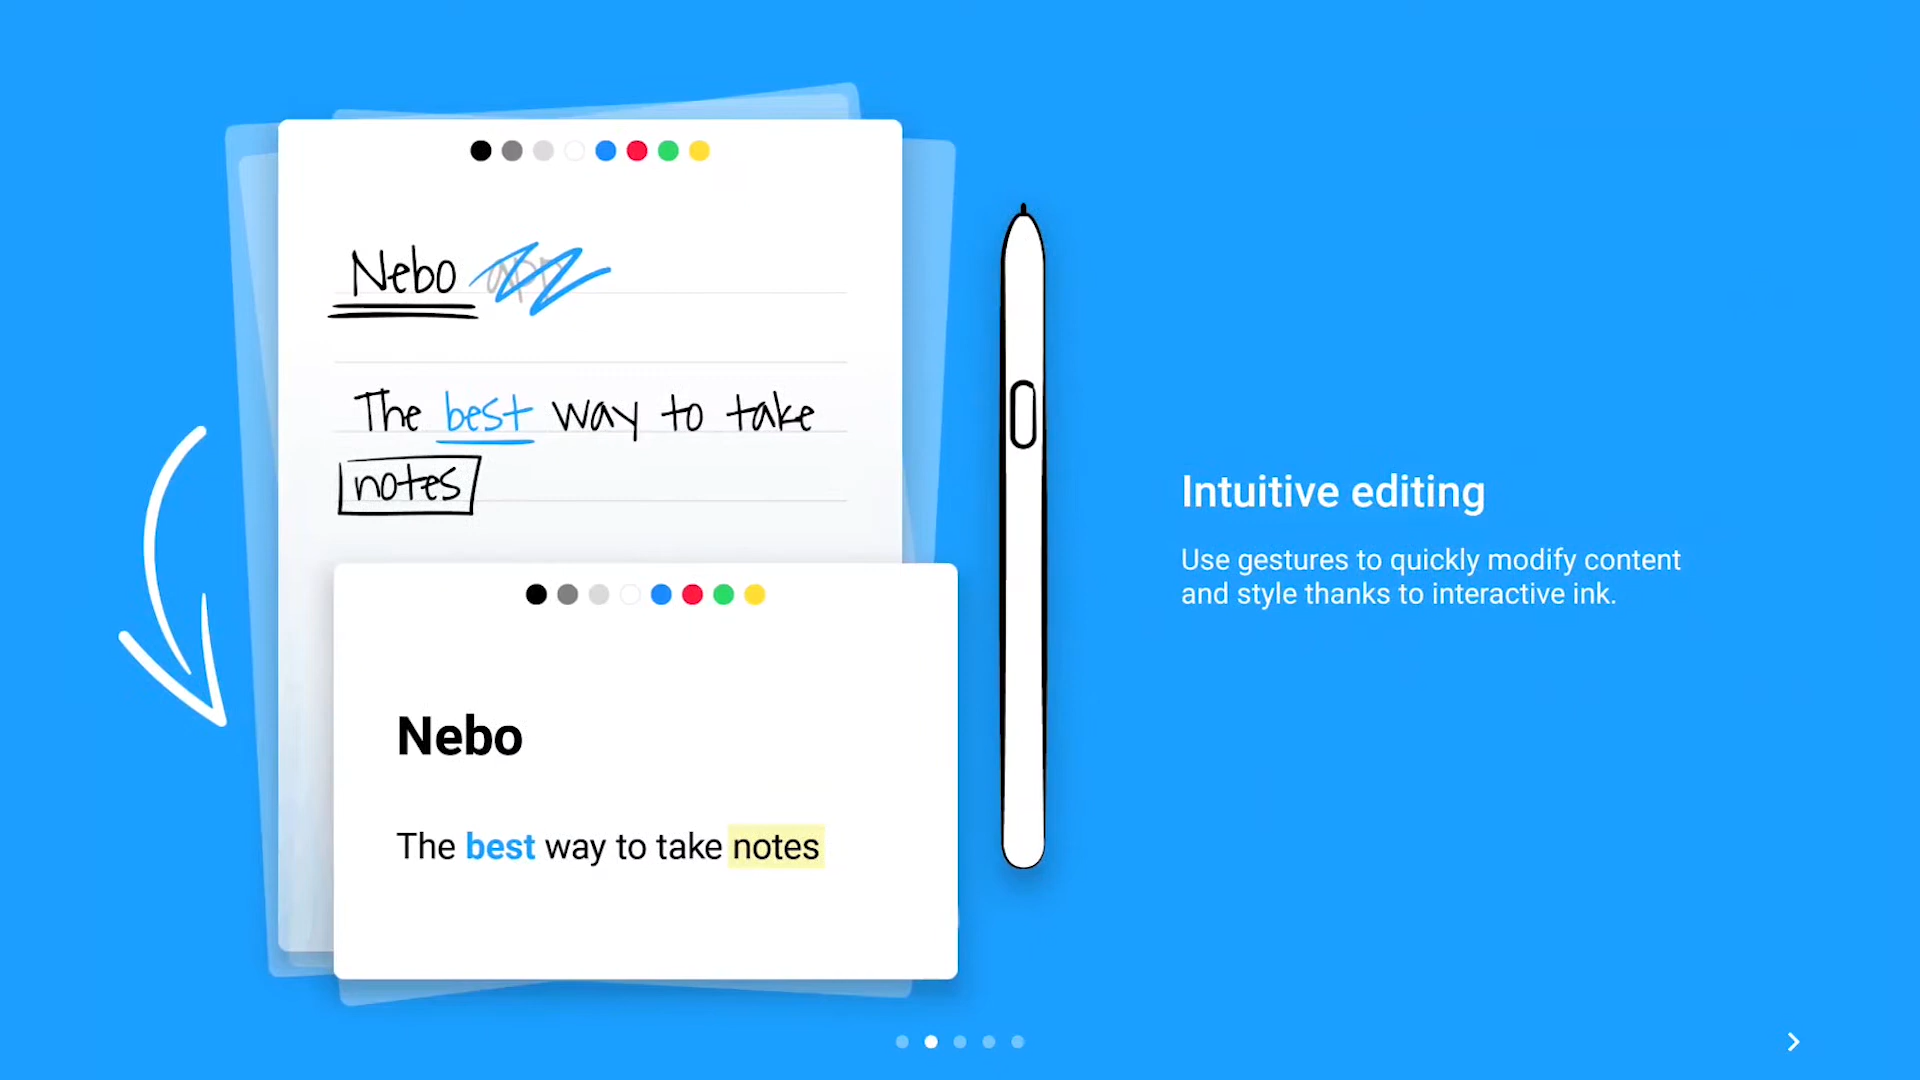 Nebo app
The best way to take
notes
Nebo
The best way to take notes
Intuitive editing
Use gestures to quickly modify content
and style thanks to interactive ink.